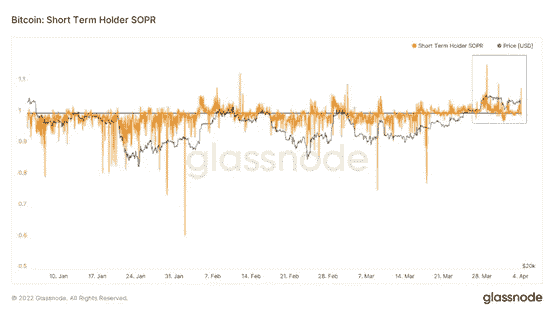 Bitcoin: Short Term Holder SOPR
Short Term Holder SOPR Price [USD]
1.1
1
0.9
0.8
0.7
0.6
0.5
$20k
glassnode
10. Jan 17. Jan 24. Jan 31. Jan 7. Feb 14. Feb 21. Feb 28. Feb 7. Mar 14. Mar 21. Mar 28. Mar 4. Apr
© 2022 Glassnode. All Rights Reserved.
glassnode